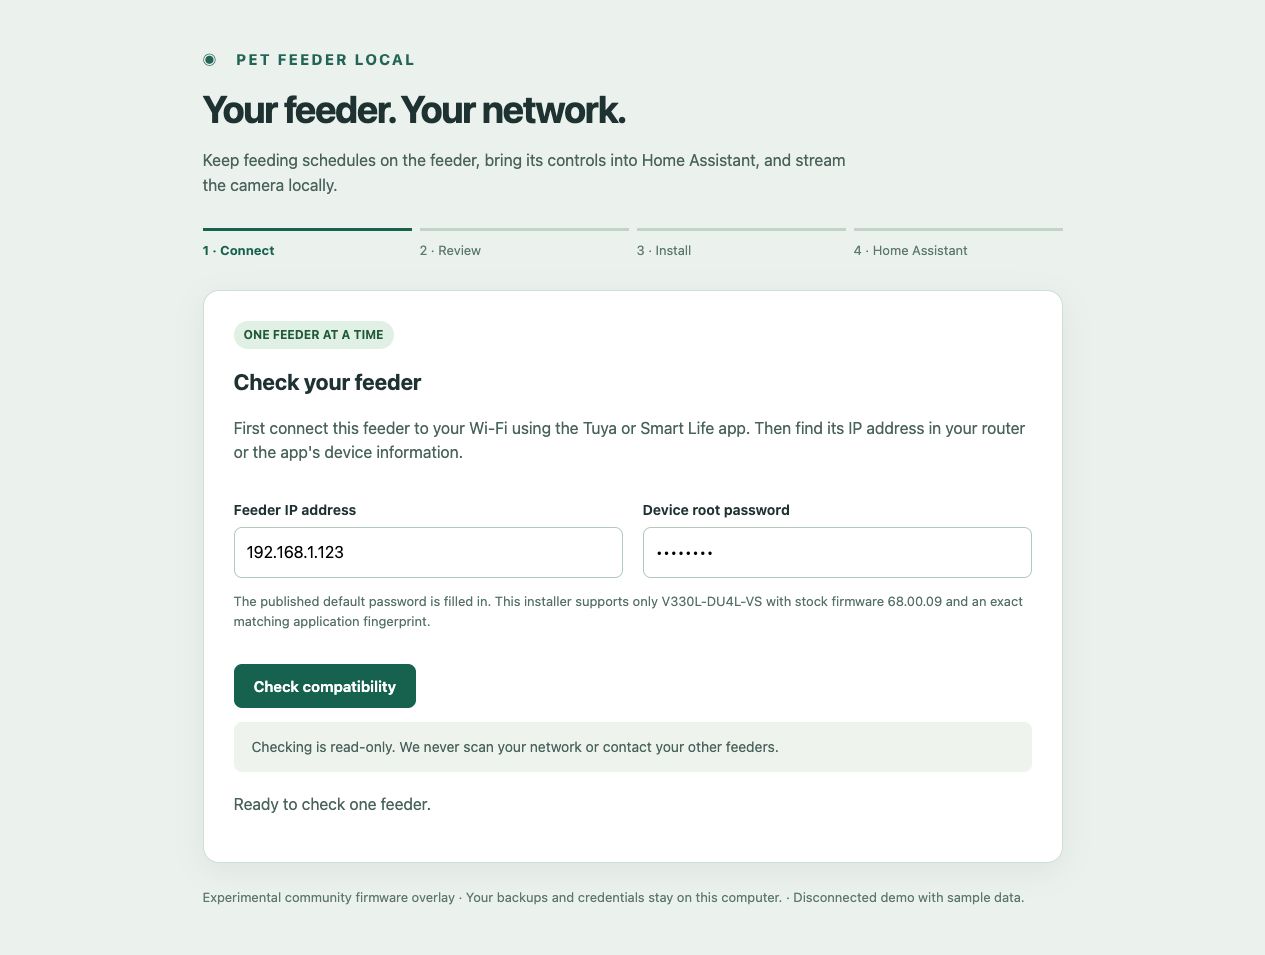 PET FEEDER LOCAL
Your feeder. Your network.
Keep feeding schedules on the feeder, bring its controls into Home Assistant, and stream
the camera locally.
1 · Connect
2 · Review
3 · Install
4 · Home Assistant
ONE FEEDER AT A TIME
Check your feeder
First connect this feeder to your Wi-Fi using the Tuya or Smart Life app. Then find its IP address in your router
or the app's device information.
Feeder IP address
Device root password
192.168.1.123
••••••••
The published default password is filled in. This installer supports only V330L-DU4L-VS with stock firmware 68.00.09 and an exact
matching application fingerprint.
Check compatibility
Checking is read-only. We never scan your network or contact your other feeders.
Ready to check one feeder.
Experimental community firmware overlay · Your backups and credentials stay on this computer. · Disconnected demo with sample data.